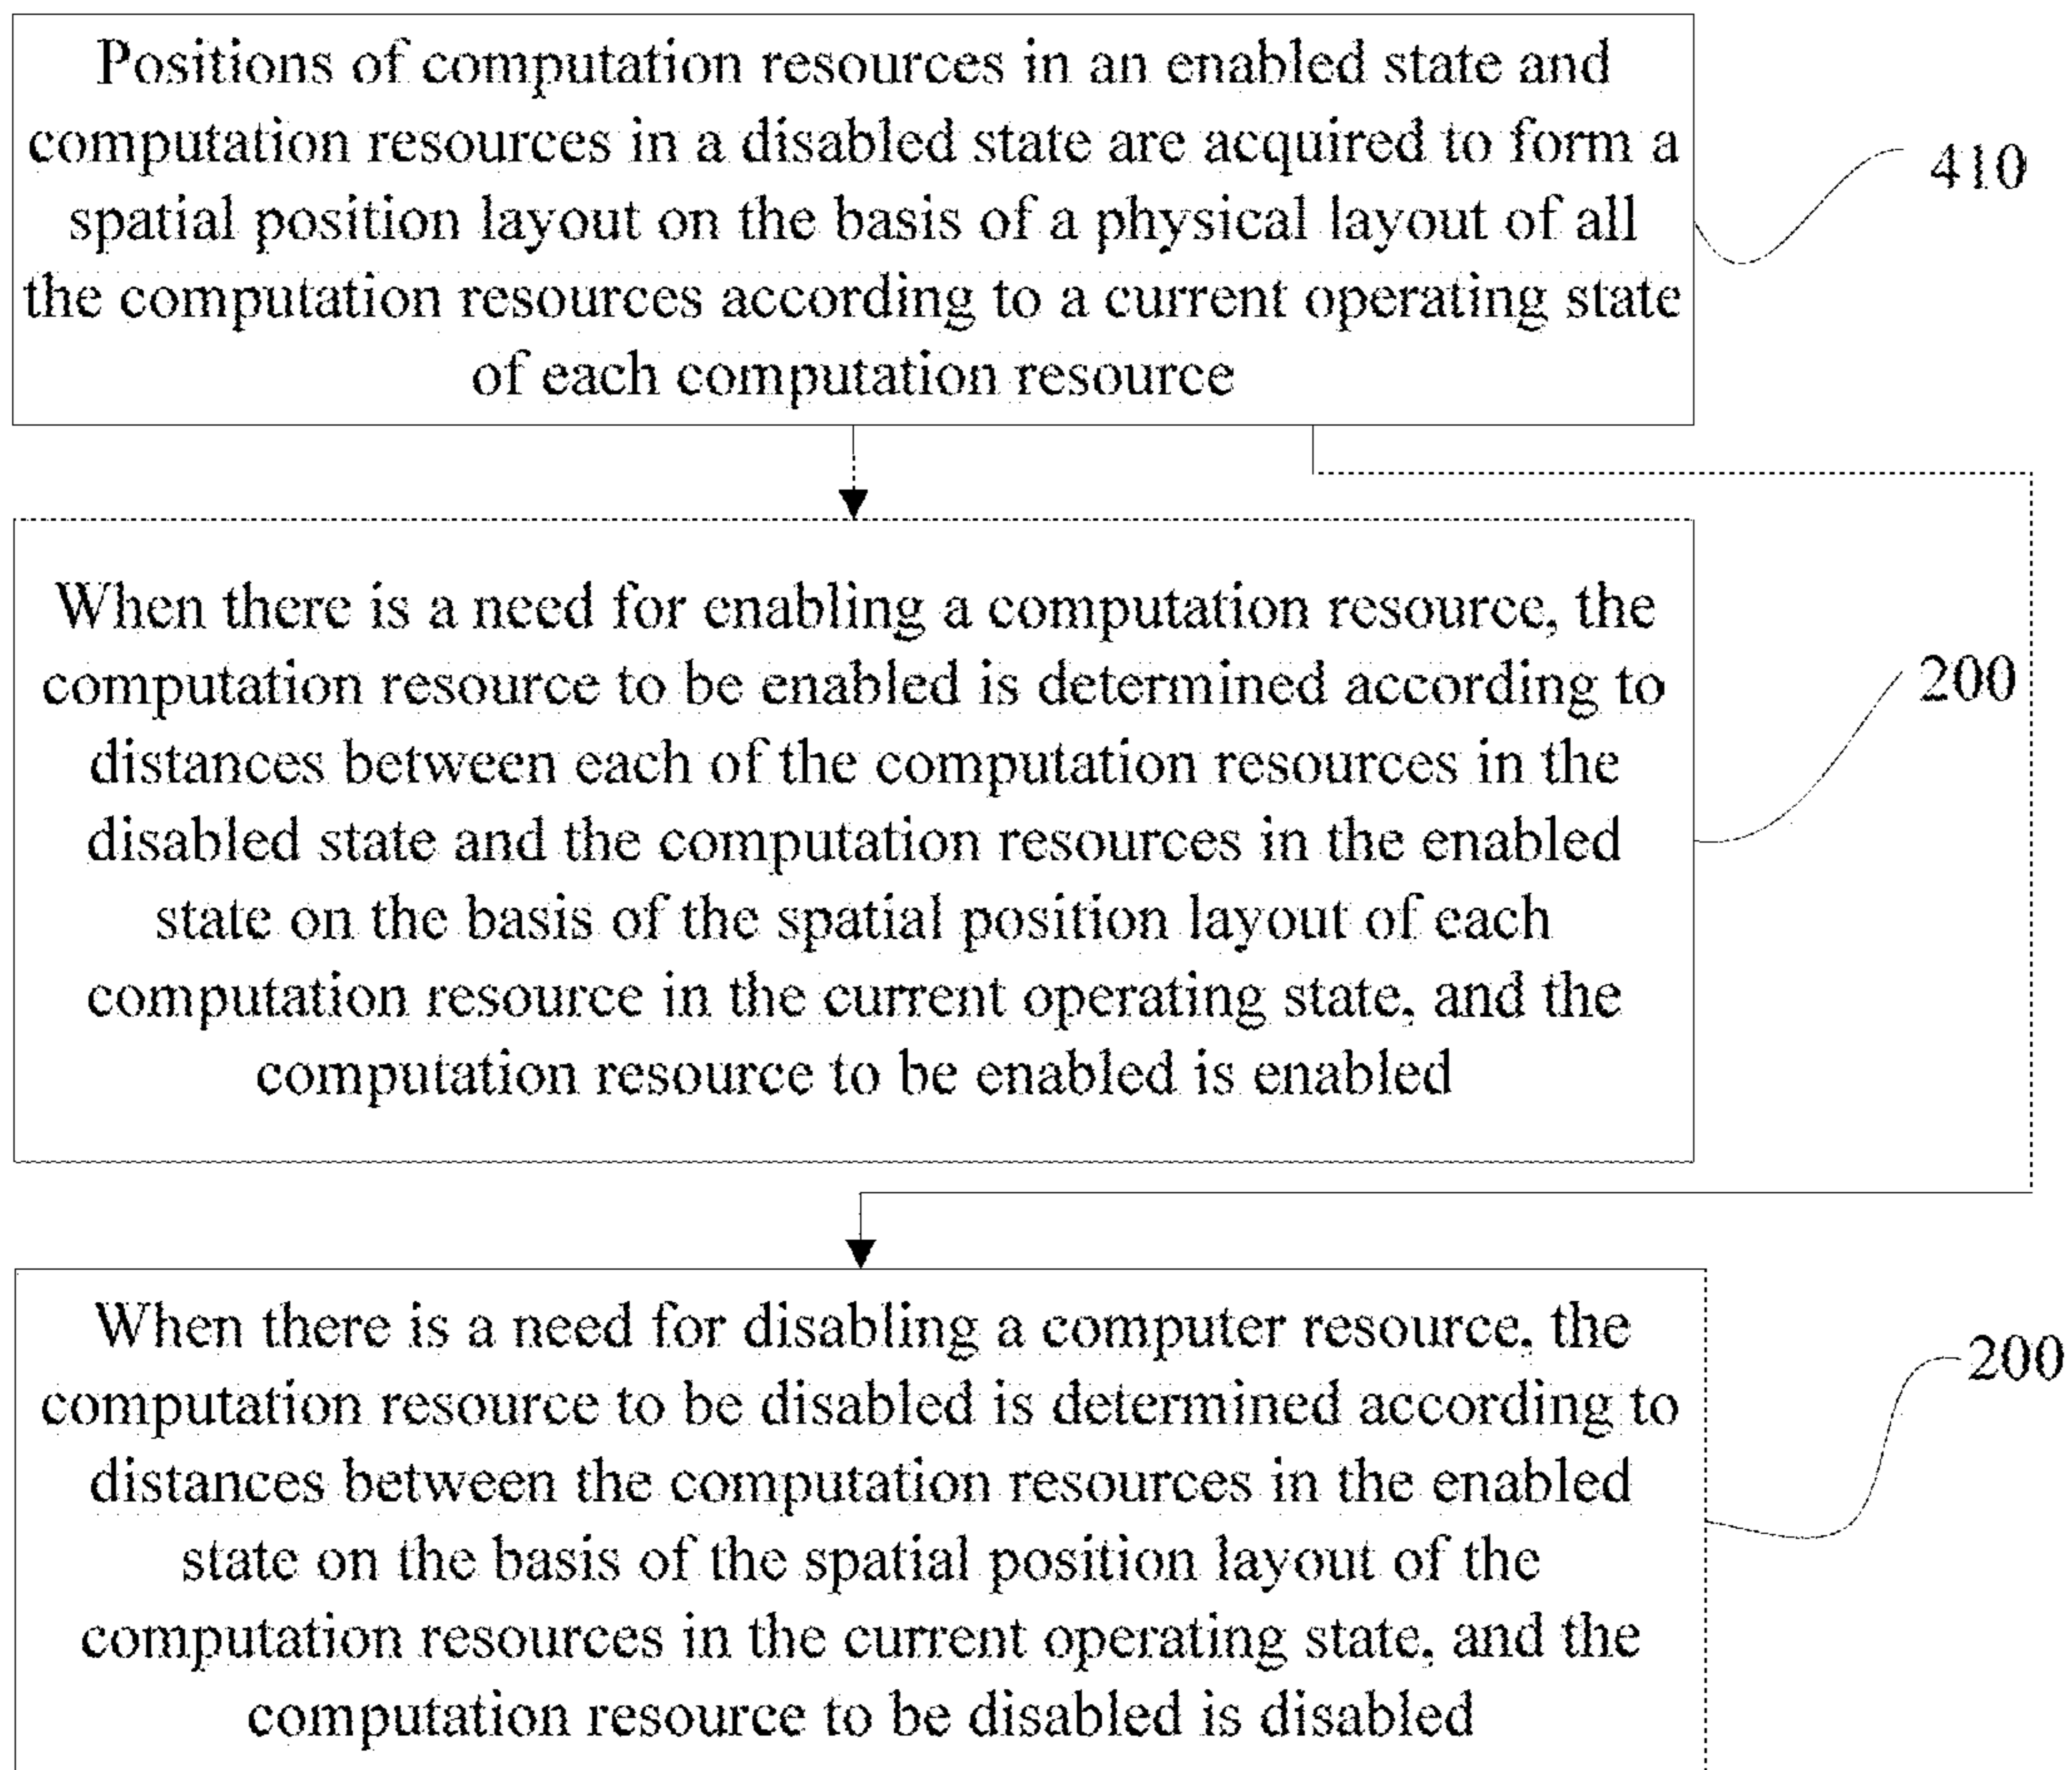 Positions of computation resources in an enabled state and
computation resources in a disabled state are acquired to form a
spatial position layout on the basis of a physical layout of all
the computation resources according to a current operating state
of each computation resource
410
When there is a need for enabling a computation resource, the
computation resource to be enabled is determined according to
distances between each of the computation resources in the
disabled state and the computation resources in the enabled
state on the basis of the spatial position layout of each
computation resource in the current operating state, and the
computation resource to be enabled is enabled
200
When there is a need for disabling a computer resource, the
computation resource to be disabled is determined according to
distances between the computation resources in the enabled
state on the basis of the spatial position layout of the
computation resources in the current operating state, and the
computation resource to be disabled is disabled
200